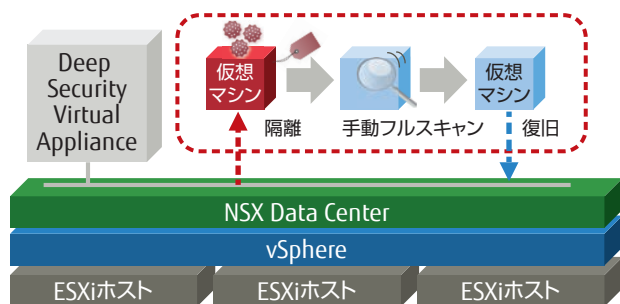 Deep
Security
Virtual
Appliance
仮想
マシン
隔離
手動フルスキャン
仮想
マシン
復旧
NSX Data Center
vSphere
ESXiホスト
ESXiホスト
ESXiホスト